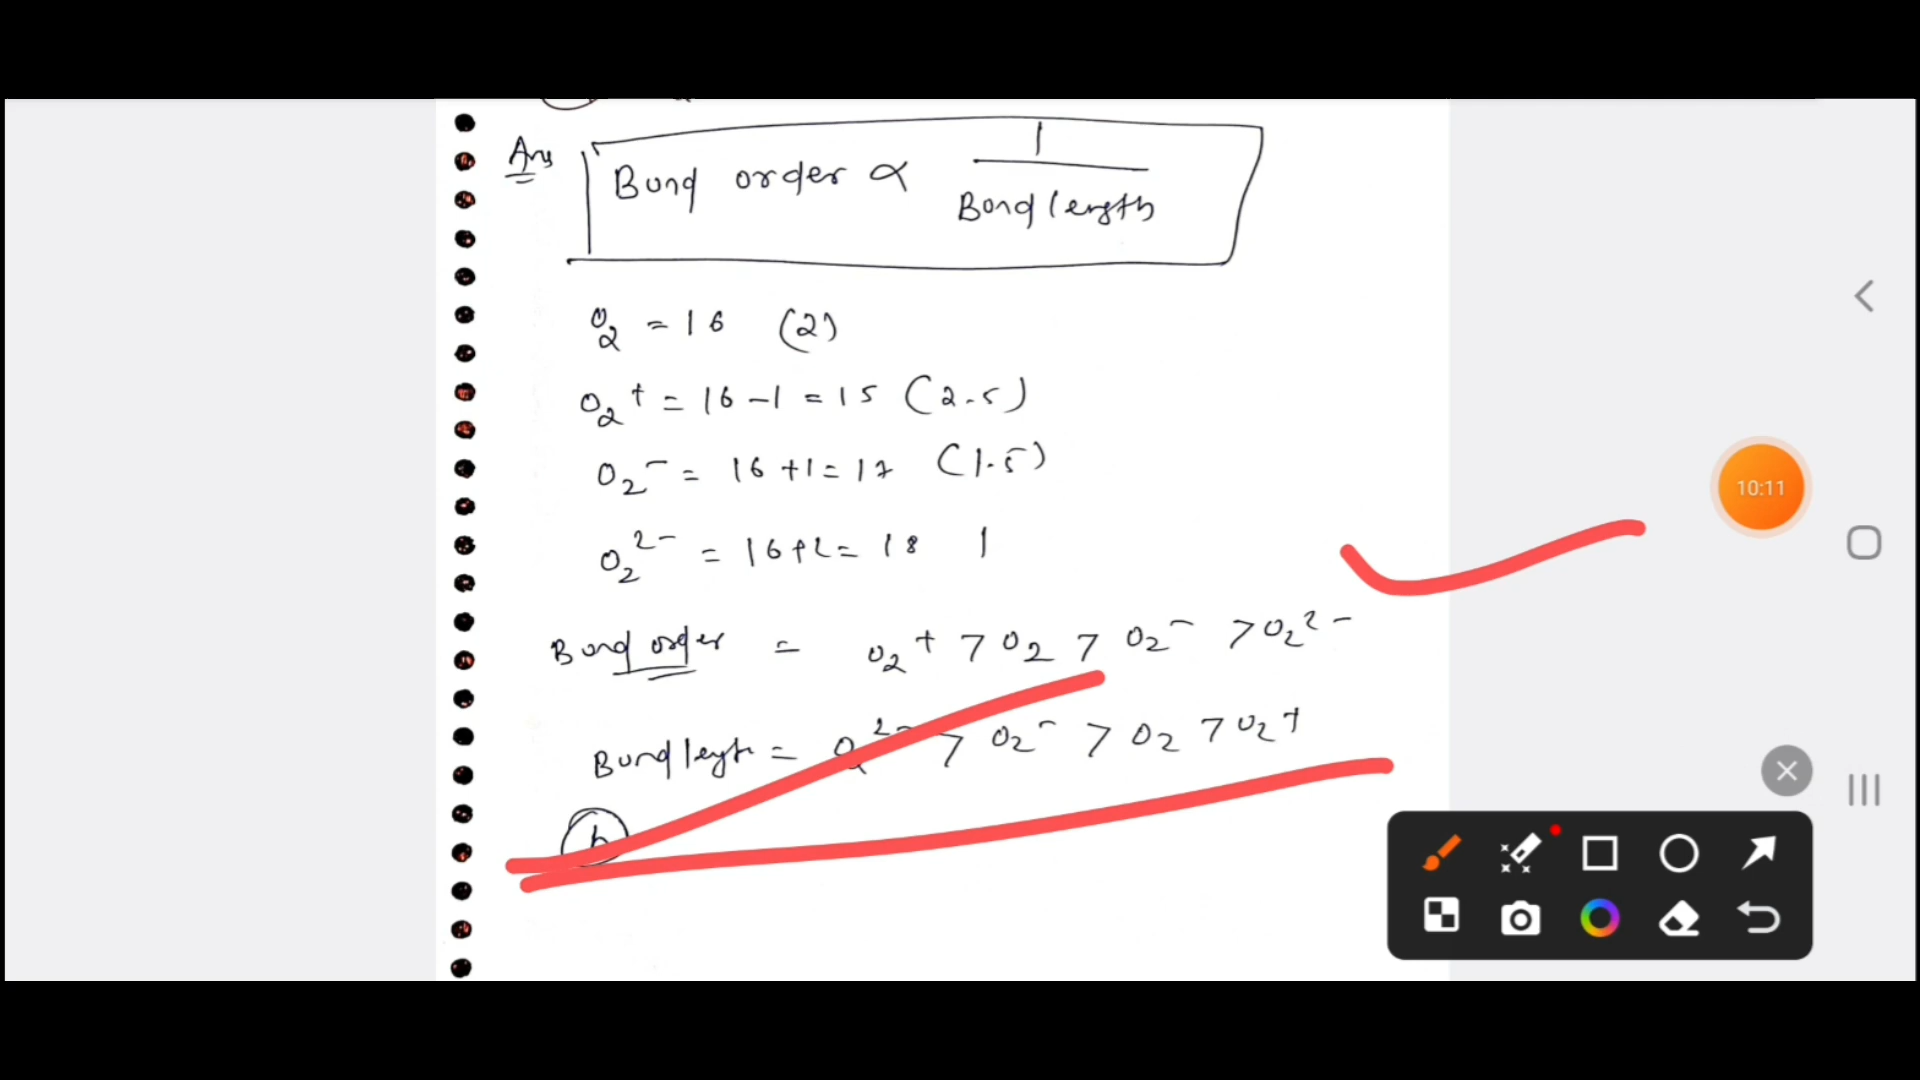 Ans Bond order ∝ 1 / Bond length
O₂ = 16 (2)
O₂⁺ = 16 - 1 = 15 (2.5)
O₂⁻ = 16 + 1 = 17 (1.5)
O₂²⁻ = 16 + 2 = 18 1
Bond order = O₂⁺ > O₂ > O₂⁻ > O₂²⁻
Bond length = O₂²⁻ > O₂⁻ > O₂ > O₂⁺
b
10:11